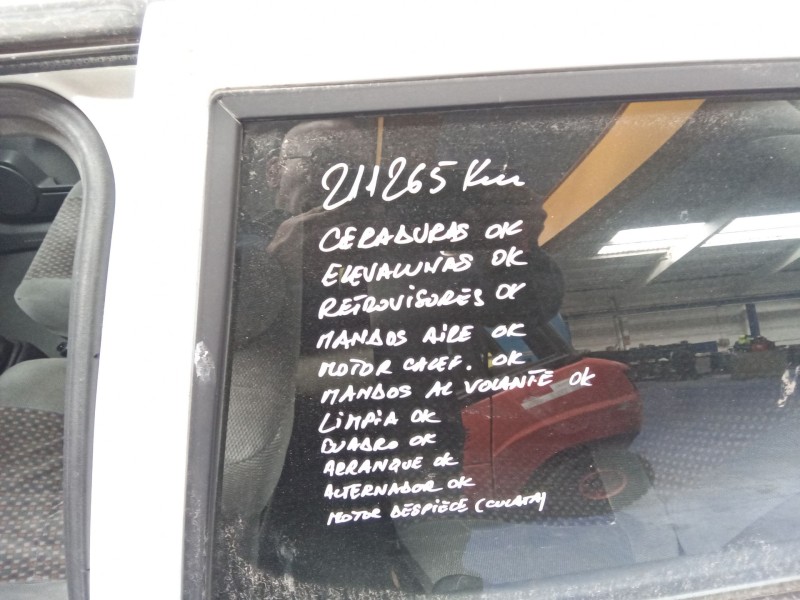 211265 Km
CERADURAS OK
ELEVALUNAS OK
RETROVISORES OK
MANDOS AIRE OK
MOTOR CALEF. OK
MANDOS AL VOLANTE OK
LIMPIA OK
CUADRO OK
ARRANQUE OK
ALTERNADOR OK
MOTOR DESPIECE (CULATA)